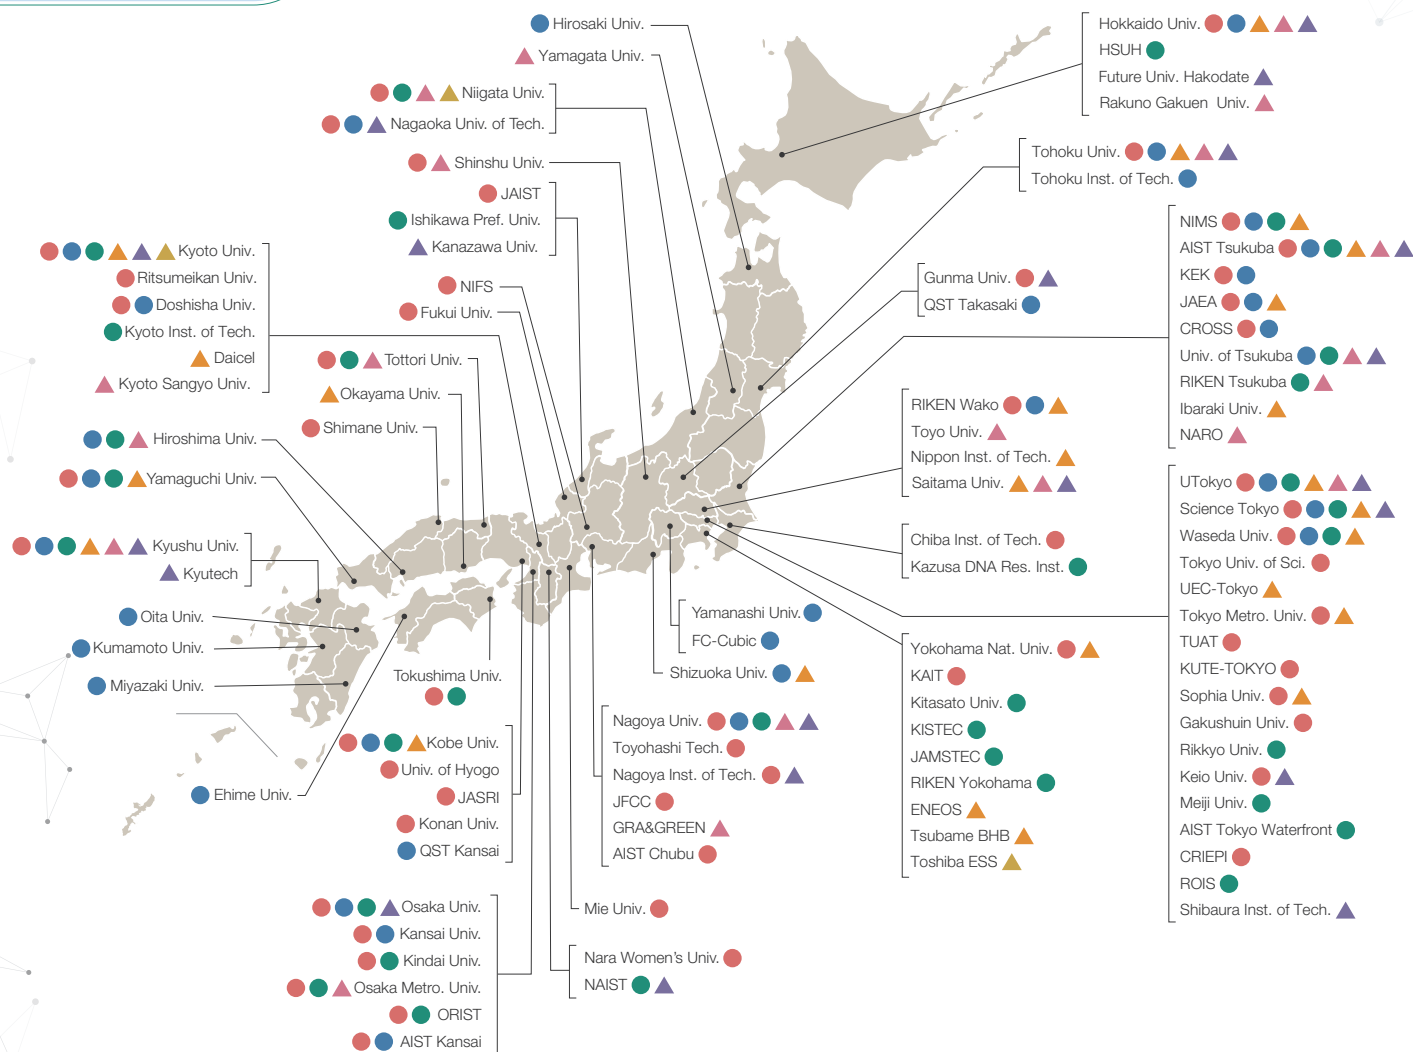 Hirosaki Univ.
Yamagata Univ.
Niigata Univ.
Nagaoka Univ. of Tech.
Shinshu Univ.
JAIST
Ishikawa Pref. Univ.
Kanazawa Univ.
NIFS
Fukui Univ.
Kyoto Univ.
Ritsumeikan Univ.
Doshisha Univ.
Kyoto Inst. of Tech.
Daicel
Kyoto Sangyo Univ.
Tottori Univ.
Okayama Univ.
Shimane Univ.
Hiroshima Univ.
Yamaguchi Univ.
Kyushu Univ.
Kyutech
Oita Univ.
Kumamoto Univ.
Miyazaki Univ.
Ehime Univ.
Tokushima Univ.
Kobe Univ.
Univ. of Hyogo
JASRI
Konan Univ.
QST Kansai
Osaka Univ.
Kansai Univ.
Kindai Univ.
Osaka Metro. Univ.
ORIST
AIST Kansai
Hokkaido Univ.
HSUH
Future Univ. Hakodate
Rakuno Gakuen Univ.
Tohoku Univ.
Tohoku Inst. of Tech.
Gunma Univ.
QST Takasaki
NIMS
AIST Tsukuba
KEK
JAEA
CROSS
Univ. of Tsukuba
RIKEN Tsukuba
Ibaraki Univ.
NARO
RIKEN Wako
Toyo Univ.
Nippon Inst. of Tech.
Saitama Univ.
Chiba Inst. of Tech.
Kazusa DNA Res. Inst.
UTokyo
Science Tokyo
Waseda Univ.
Tokyo Univ. of Sci.
UEC-Tokyo
Tokyo Metro. Univ.
TUAT
KUTE-TOKYO
Sophia Univ.
Gakushuin Univ.
Rikkyo Univ.
Keio Univ.
Meiji Univ.
AIST Tokyo Waterfront
CRIEPI
ROIS
Shibaura Inst. of Tech.
Yokohama Nat. Univ.
KAIT
Kitasato Univ.
KISTEC
JAMSTEC
RIKEN Yokohama
ENEOS
Tsubame BHB
Toshiba ESS
Yamanashi Univ.
FC-Cubic
Shizuoka Univ.
Nagoya Univ.
Toyohashi Tech.
Nagoya Inst. of Tech.
JFCC
GRA&GREEN
AIST Chubu
Mie Univ.
Nara Women's Univ.
NAIST